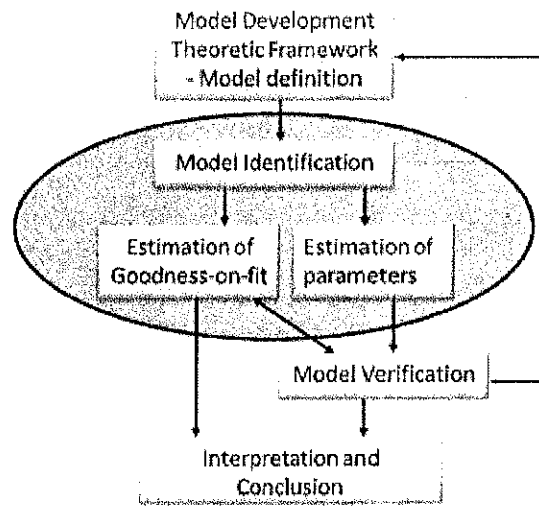 Model Development
Theoretic Framework
- Model definition
Model Identification
Estimation of
Goodness-on-fit
Estimation of
parameters
Model Verification
Interpretation and
Conclusion